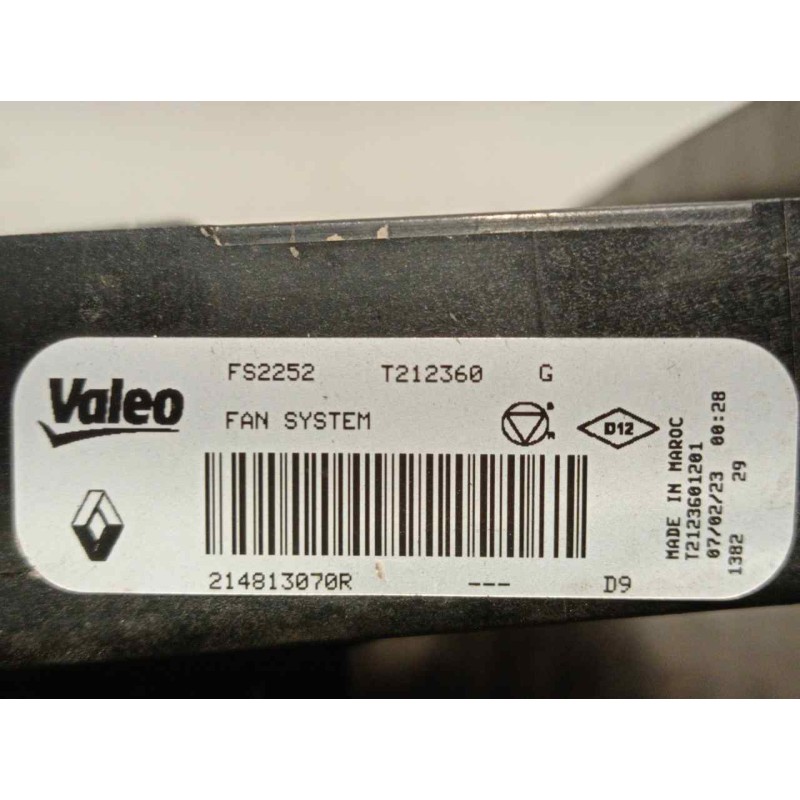 Valeo
FS2252 T212360 G
FAN SYSTEM
D12
214813070R --- D9
MADE IN MAROC
T2123601201
07/02/23 00:28
1382 29